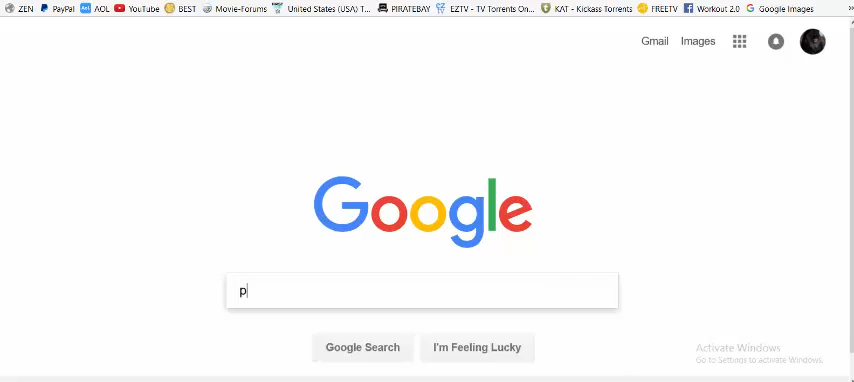 ZEN PayPal AOL YouTube BEST Movie-Forums United States (USA) T... PIRATEBAY EZTV - TV Torrents On... KAT - Kickass Torrents FREETV Workout 2.0 Google Images »
Gmail Images
Google
p
Google Search I'm Feeling Lucky
Activate Windows
Go to Settings to activate Windows.